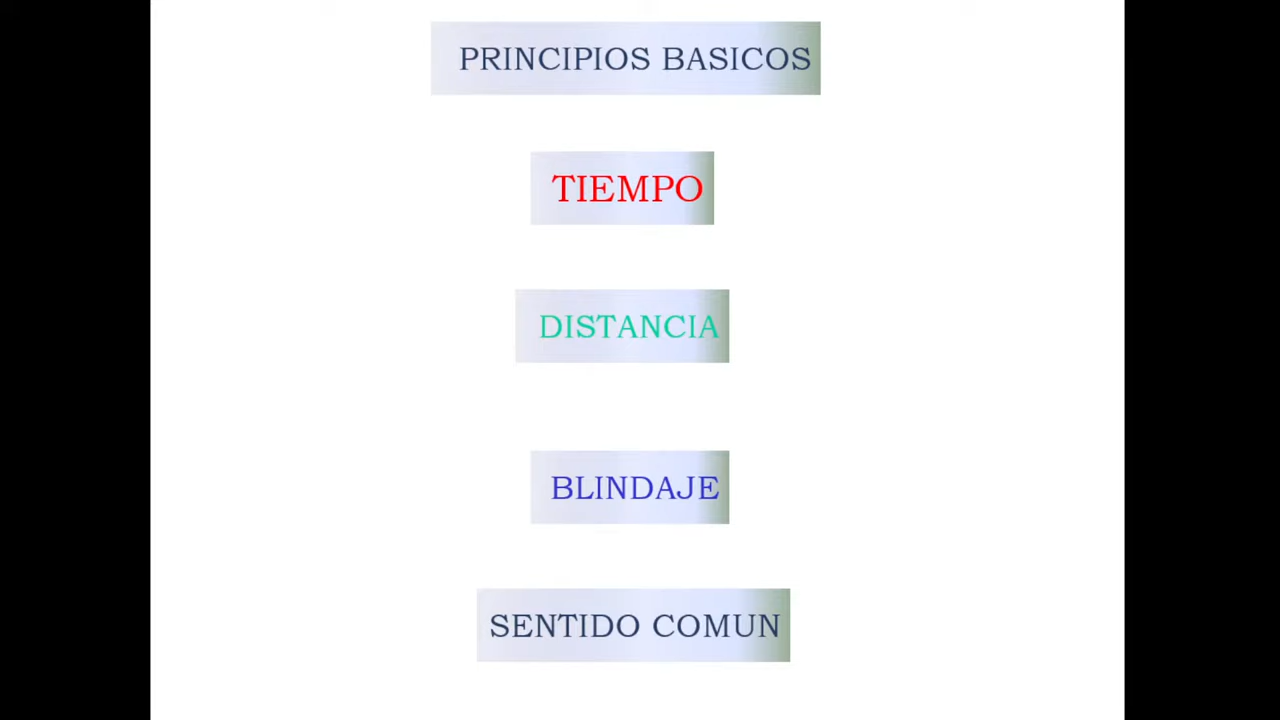 PRINCIPIOS BASICOS
TIEMPO
DISTANCIA
BLINDAJE
SENTIDO COMUN